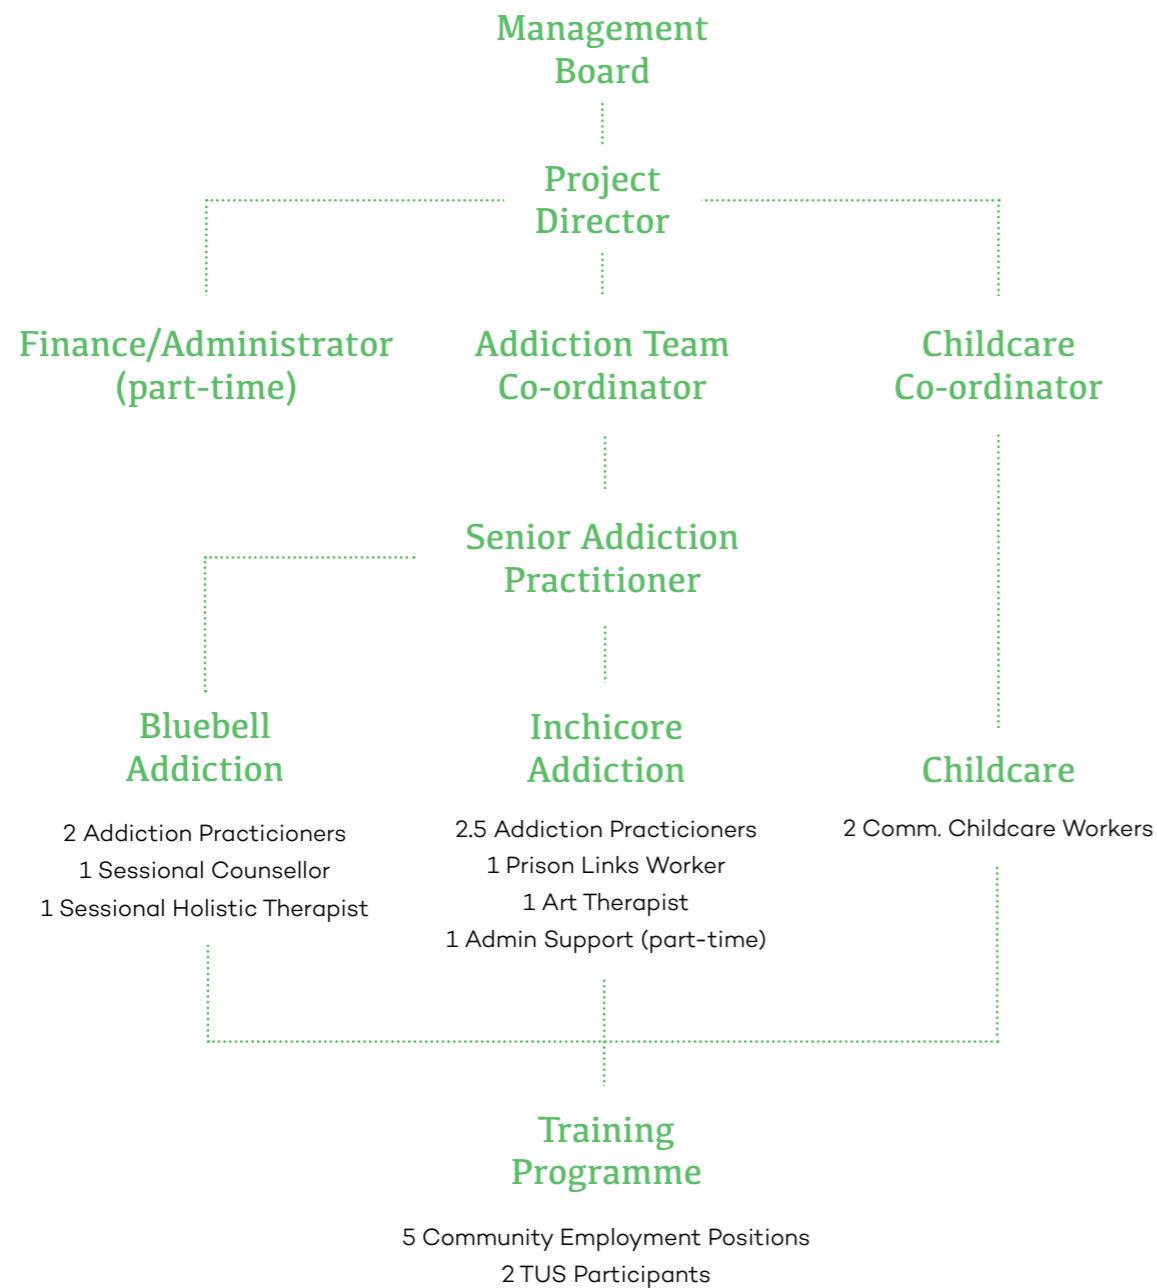 Management
Board
Project
Director
Finance/Administrator
(part-time)
Addiction Team
Co-ordinator
Childcare
Co-ordinator
Senior Addiction
Practitioner
Bluebell
Addiction
2 Addiction Practicioners
1 Sessional Counsellor
1 Sessional Holistic Therapist
Inchicore
Addiction
2.5 Addiction Practicioners
1 Prison Links Worker
1 Art Therapist
1 Admin Support (part-time)
Childcare
2 Comm. Childcare Workers
Training
Programme
5 Community Employment Positions
2 TUS Participants